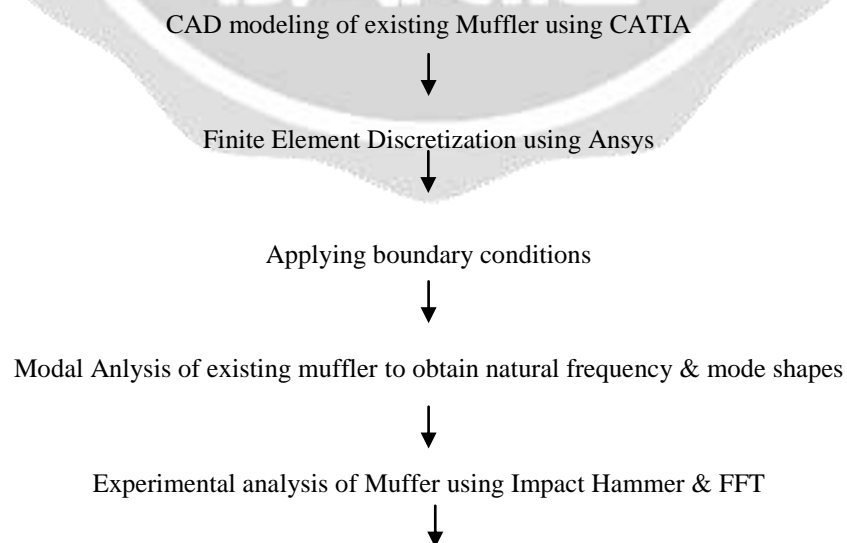 CAD modeling of existing Muffler using CATIA
Finite Element Discretization using Ansys
Applying boundary conditions
Modal Anlysis of existing muffler to obtain natural frequency & mode shapes
Experimental analysis of Muffer using Impact Hammer & FFT